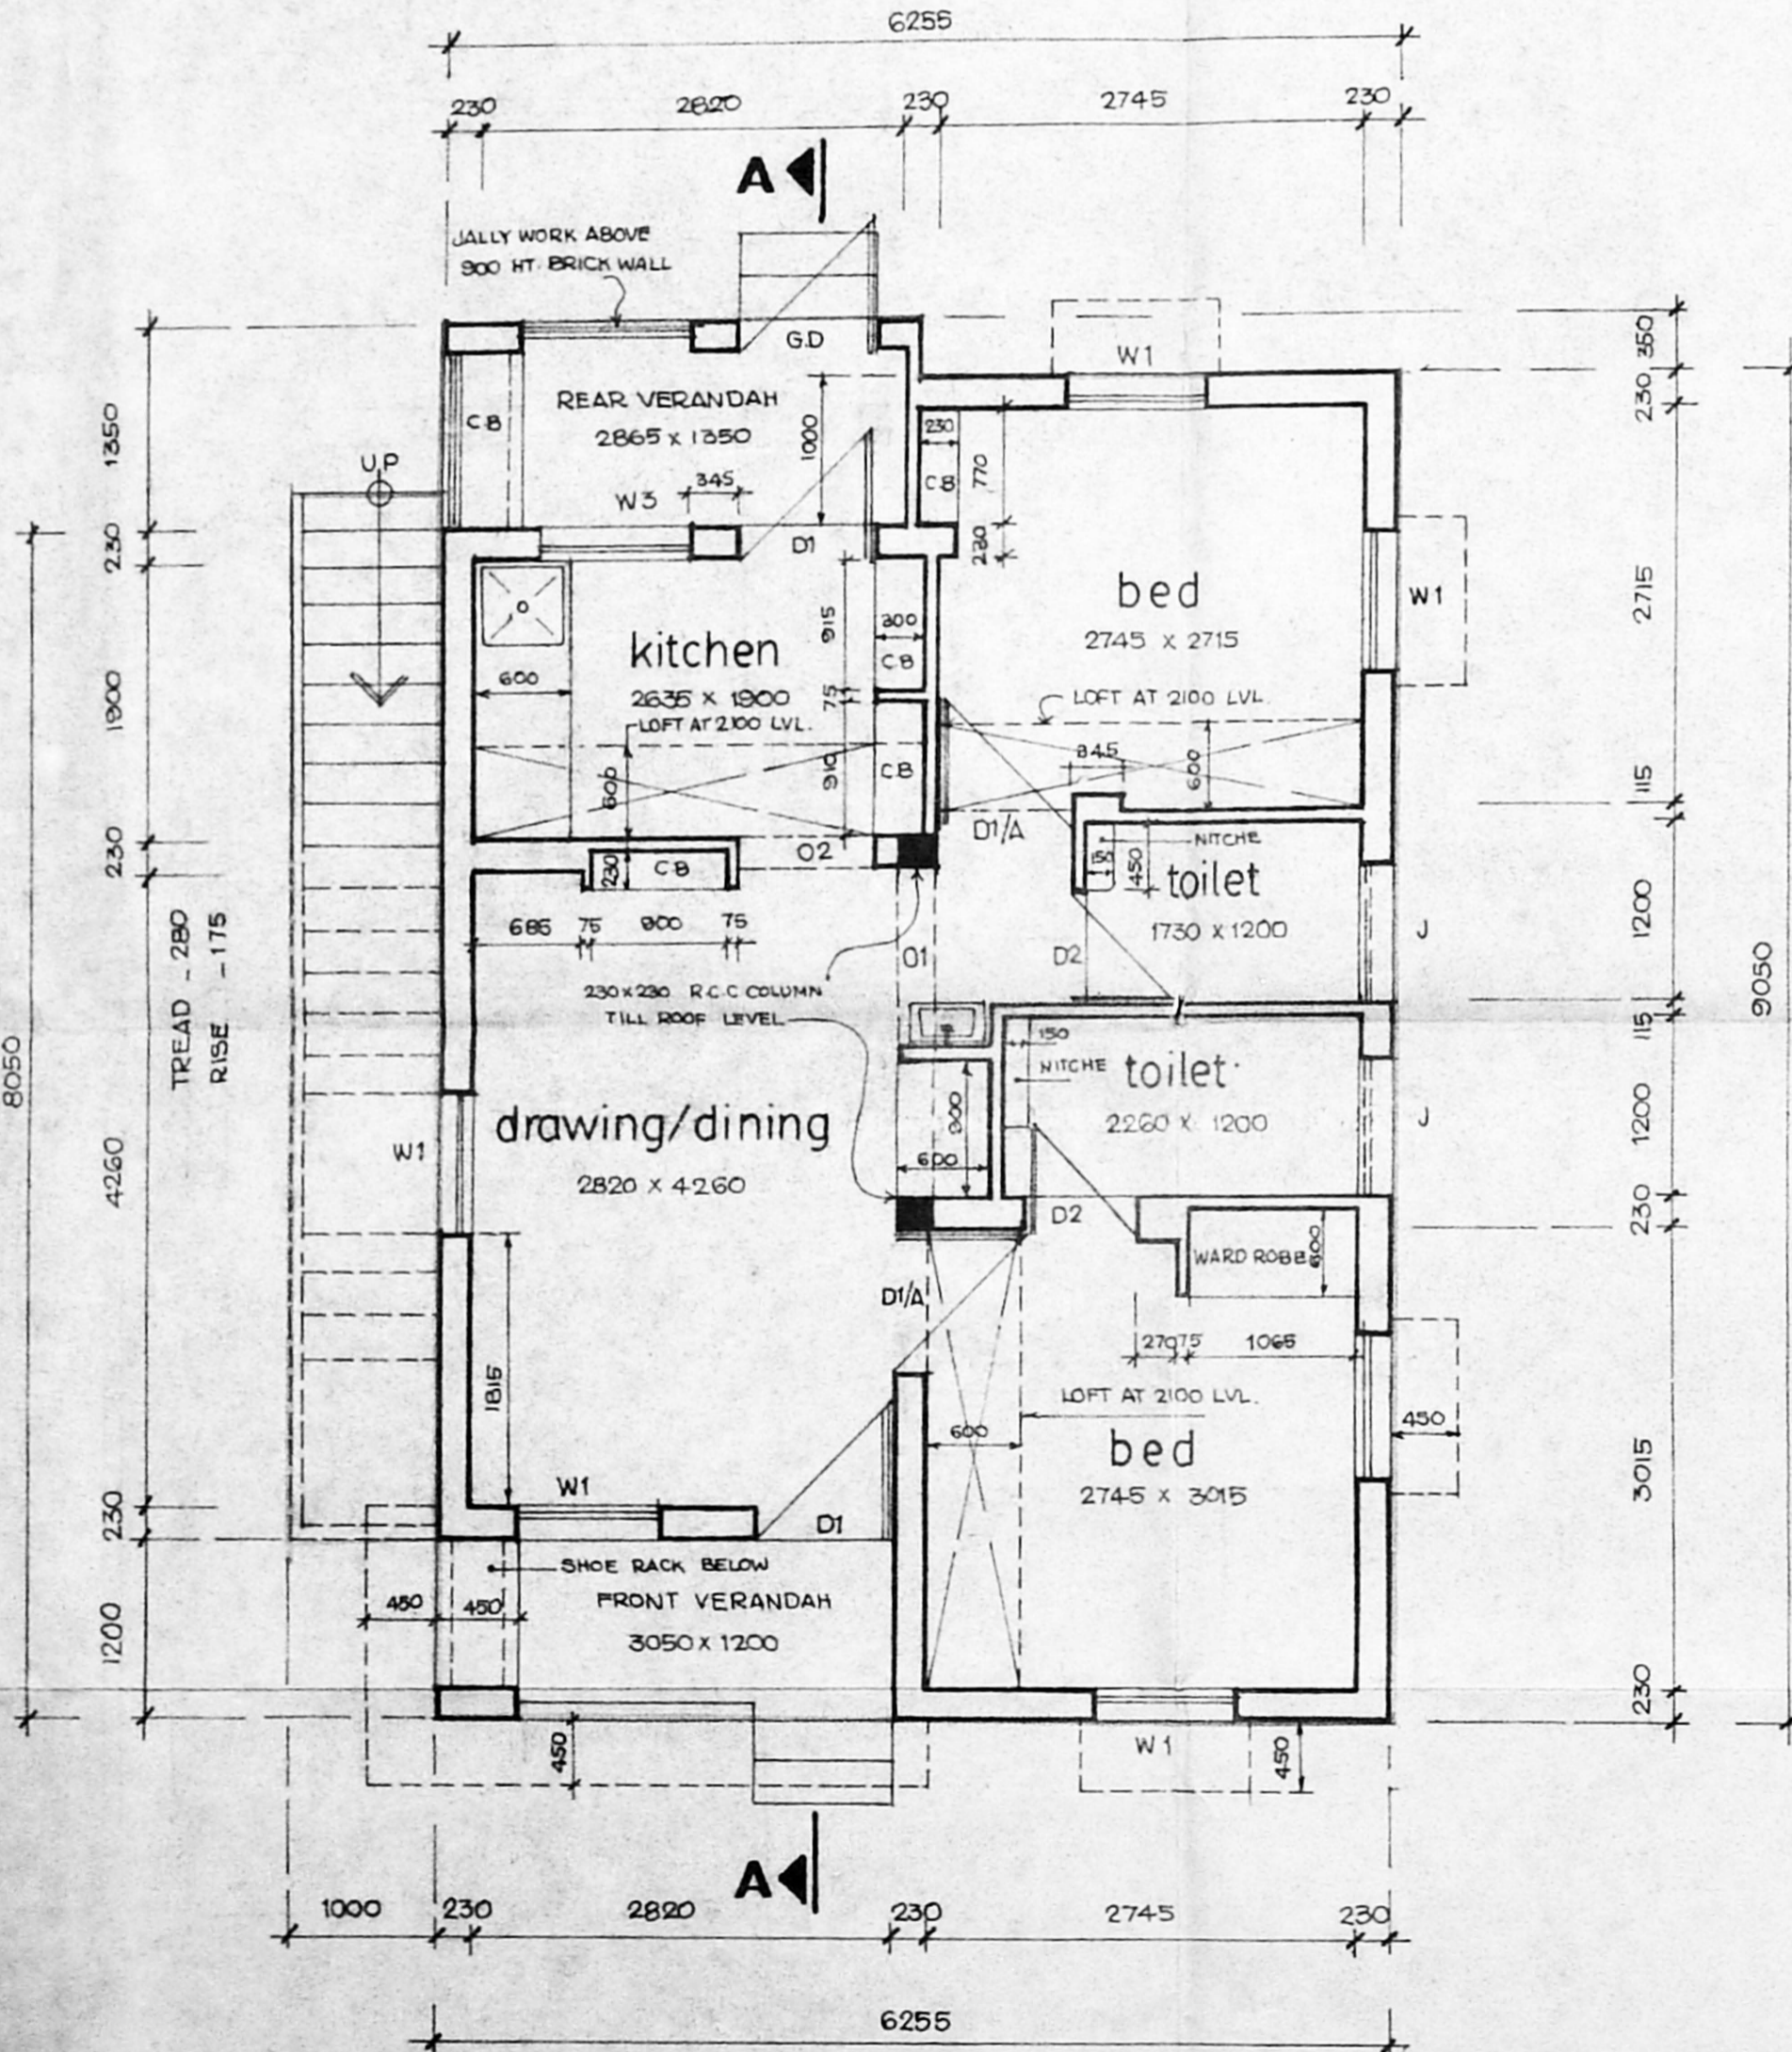 6255
230 2820 230 2745 230
A
JALLY WORK ABOVE
900 HT. BRICK WALL
G.D
W1
350
230
REAR VERANDAH
2865 x 1350
C B
1000
230
C B
770
230
1350
UP
W3
345
D1
230
bed
2745 x 2715
W1
2715
kitchen
2635 x 1900
LOFT AT 2100 LVL.
600
915
300
C B
75
910
C B
600
1900
LOFT AT 2100 LVL.
345
600
115
D1/A
NITCHE
150
450
toilet
1730 x 1200
1200
J
D2
230
O2
230
C B
685 75 900 75
O1
230x230 R.C.C COLUMN
TILL ROOF LEVEL
TREAD - 280
RISE - 175
8050
9050
115
150
NITCHE
toilet
2260 x 1200
1200
J
drawing/dining
2820 x 4260
W1
4260
900
600
D2
230
WARD ROBE
600
D1/A
270 75 1065
1815
LOFT AT 2100 LVL.
600
450
bed
2745 x 3015
3015
W1
D1
230
SHOE RACK BELOW
FRONT VERANDAH
3050 x 1200
450 450
1200
230
450
W1
450
A
1000 230 2820 230 2745 230
6255